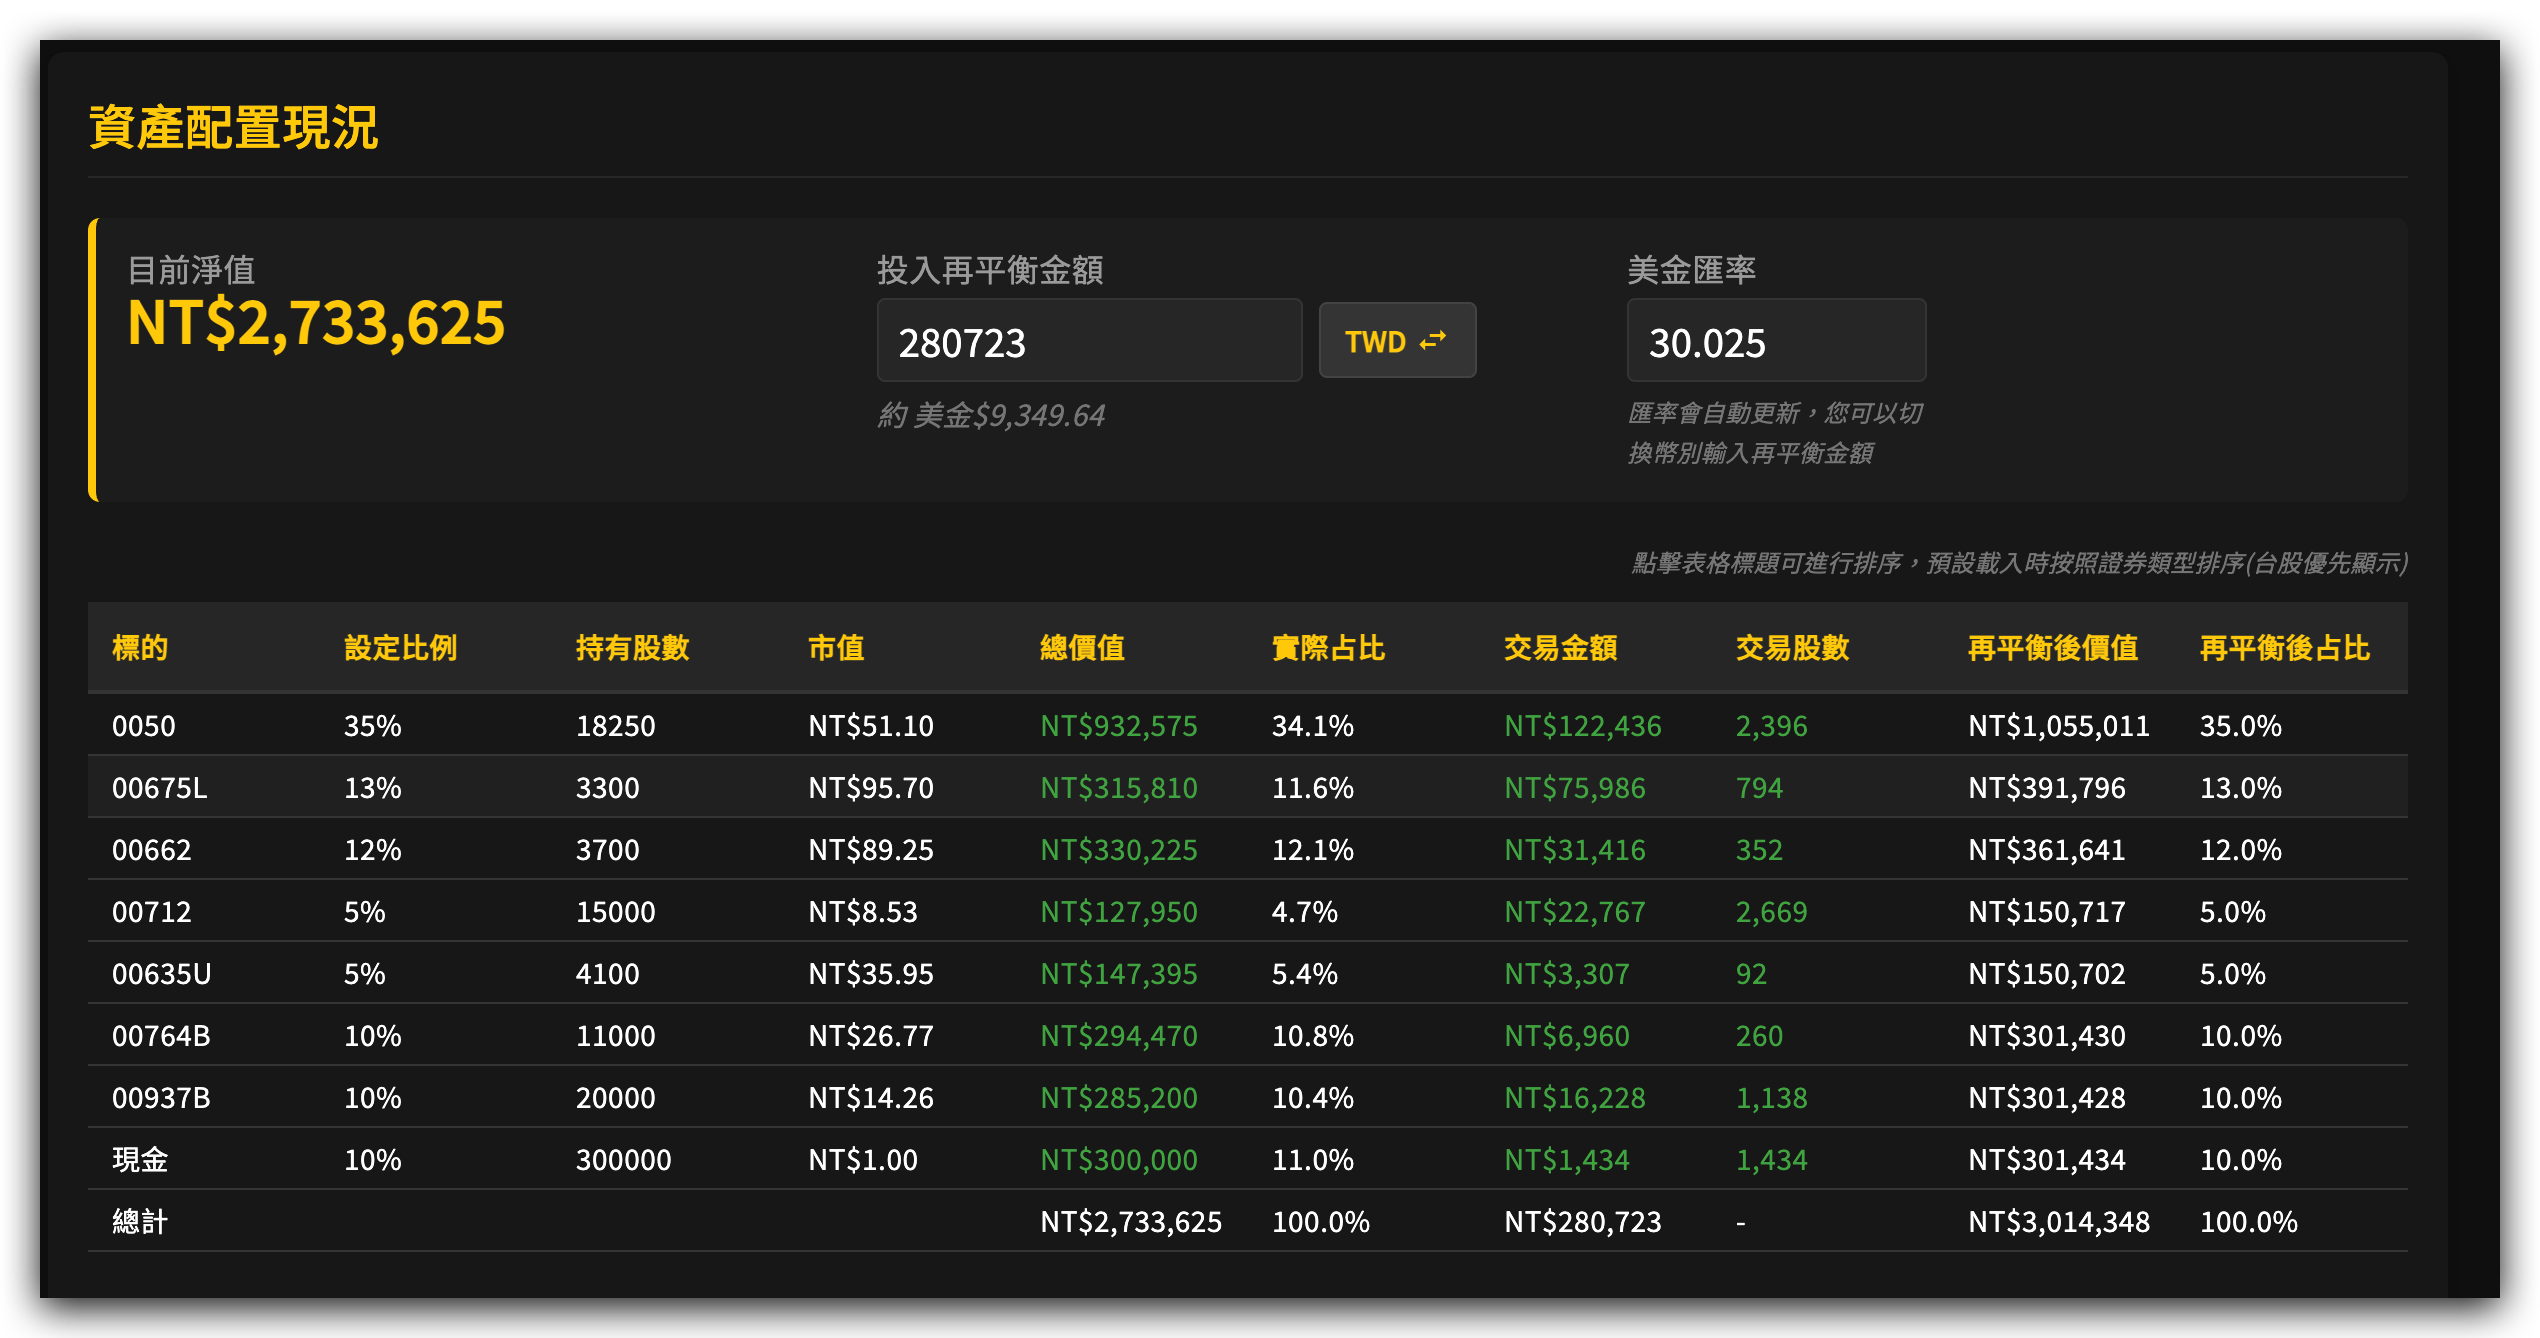 資產配置現況
目前淨值
NT$2,733,625
投入再平衡金額
280723
TWD
約 美金$9,349.64
美金匯率
30.025
匯率會自動更新，您可以切
換幣別輸入再平衡金額
點擊表格標題可進行排序，預設載入時按照證券類型排序(台股優先顯示)
標的 設定比例 持有股數 市值 總價值 實際占比 交易金額 交易股數 再平衡後價值 再平衡後占比
0050 35% 18250 NT$51.10 NT$932,575 34.1% NT$122,436 2,396 NT$1,055,011 35.0%
00675L 13% 3300 NT$95.70 NT$315,810 11.6% NT$75,986 794 NT$391,796 13.0%
00662 12% 3700 NT$89.25 NT$330,225 12.1% NT$31,416 352 NT$361,641 12.0%
00712 5% 15000 NT$8.53 NT$127,950 4.7% NT$22,767 2,669 NT$150,717 5.0%
00635U 5% 4100 NT$35.95 NT$147,395 5.4% NT$3,307 92 NT$150,702 5.0%
00764B 10% 11000 NT$26.77 NT$294,470 10.8% NT$6,960 260 NT$301,430 10.0%
00937B 10% 20000 NT$14.26 NT$285,200 10.4% NT$16,228 1,138 NT$301,428 10.0%
現金 10% 300000 NT$1.00 NT$300,000 11.0% NT$1,434 1,434 NT$301,434 10.0%
總計 NT$2,733,625 100.0% NT$280,723 - NT$3,014,348 100.0%